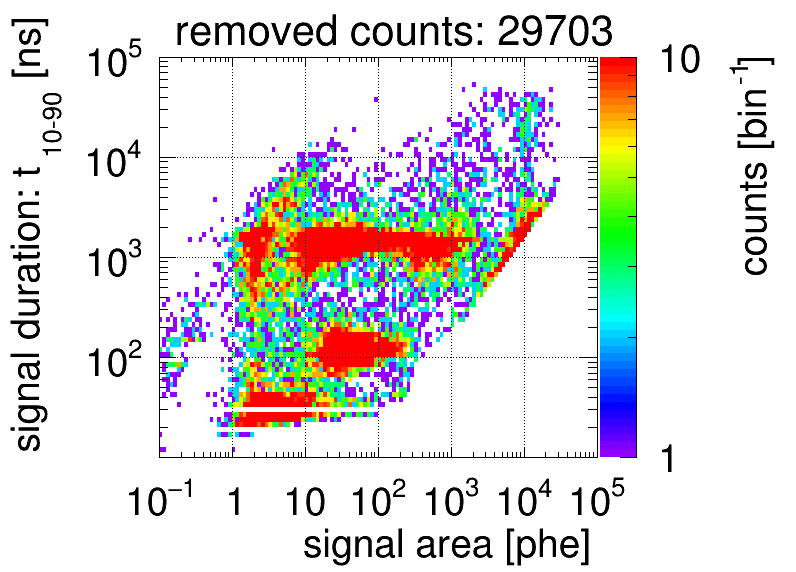 removed counts: 29703
signal duration: t 10-90 [ns]
10^5
10^4
10^3
10^2
10^−1 1 10 10^2 10^3 10^4 10^5
signal area [phe]
10
1
counts [bin^-1]